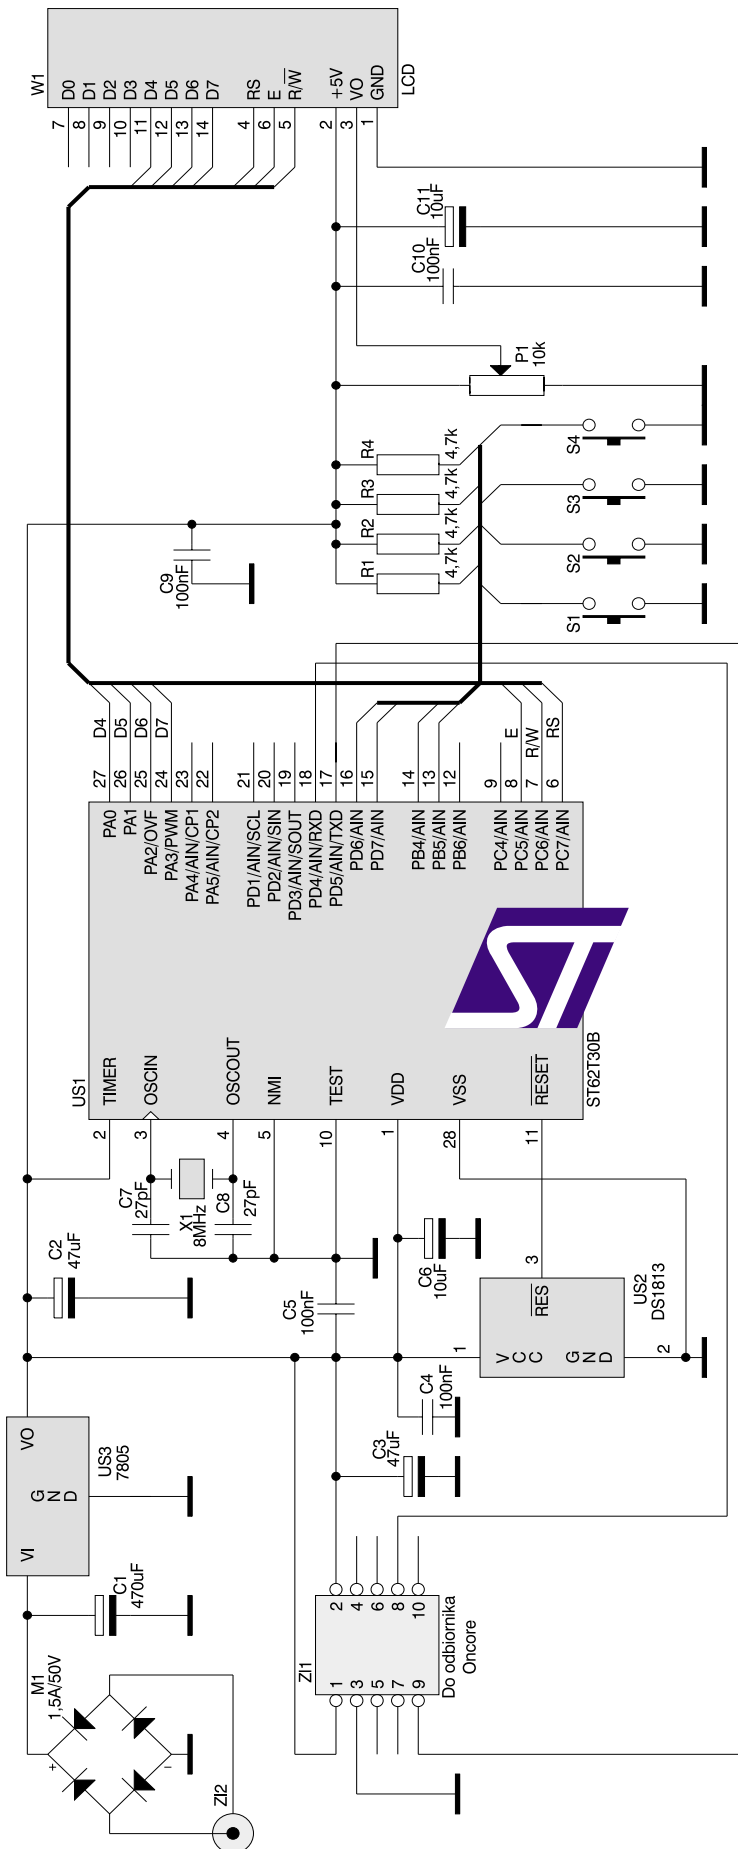 W1
D0
D1
D2
D3
D4
D5
D6
D7
RS
E
R/W
+5V
VO
GND
LCD
7
8
9
10
11
12
13
14
4
6
5
2
3
1
C11
10uF
C10
100nF
P1
10k
R4
4,7k
R3
4,7k
R2
4,7k
R1
4,7k
S4
S3
S2
S1
C9
100nF
D4
D5
D6
D7
E
R/W
RS
27
26
25
24
23
22
21
20
19
18
17
16
15
14
13
12
9
8
7
6
PA0
PA1
PA2/OVF
PA3/PWM
PA4/AIN/CP1
PA5/AIN/CP2
PD1/AIN/SCL
PD2/AIN/SIN
PD3/AIN/SOUT
PD4/AIN/RXD
PD5/AIN/TXD
PD6/AIN
PD7/AIN
PB4/AIN
PB5/AIN
PB6/AIN
PC4/AIN
PC5/AIN
PC6/AIN
PC7/AIN
ST
US1
TIMER
OSCIN
OSCOUT
NMI
TEST
VDD
VSS
RESET
ST62T30B
2
3
4
5
10
1
28
11
C7
27pF
X1
8MHz
C8
27pF
C2
47uF
C5
100nF
C6
10uF
3
RES
US2
DS1813
1
VCC
GND
2
C4
100nF
C3
47uF
VO
GND
VI
US3
7805
C1
470uF
M1
1,5A/50V
+
–
ZI2
ZI1
2
4
6
8
10
1
3
5
7
9
Do odbiornika
Oncore